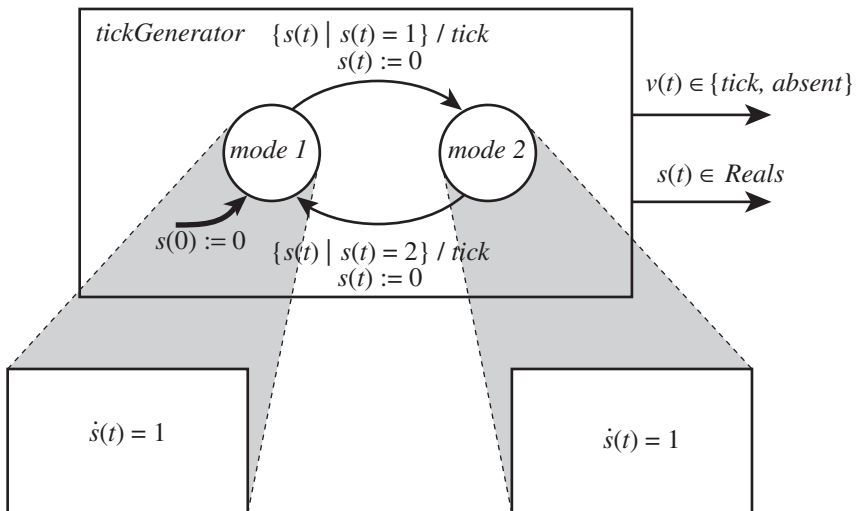 tickGenerator {s(t) | s(t) = 1} / tick
s(t) := 0
v(t) ∈ {tick, absent}
mode 1
mode 2
s(t) ∈ Reals
s(0) := 0
{s(t) | s(t) = 2} / tick
s(t) := 0
ṡ(t) = 1
ṡ(t) = 1